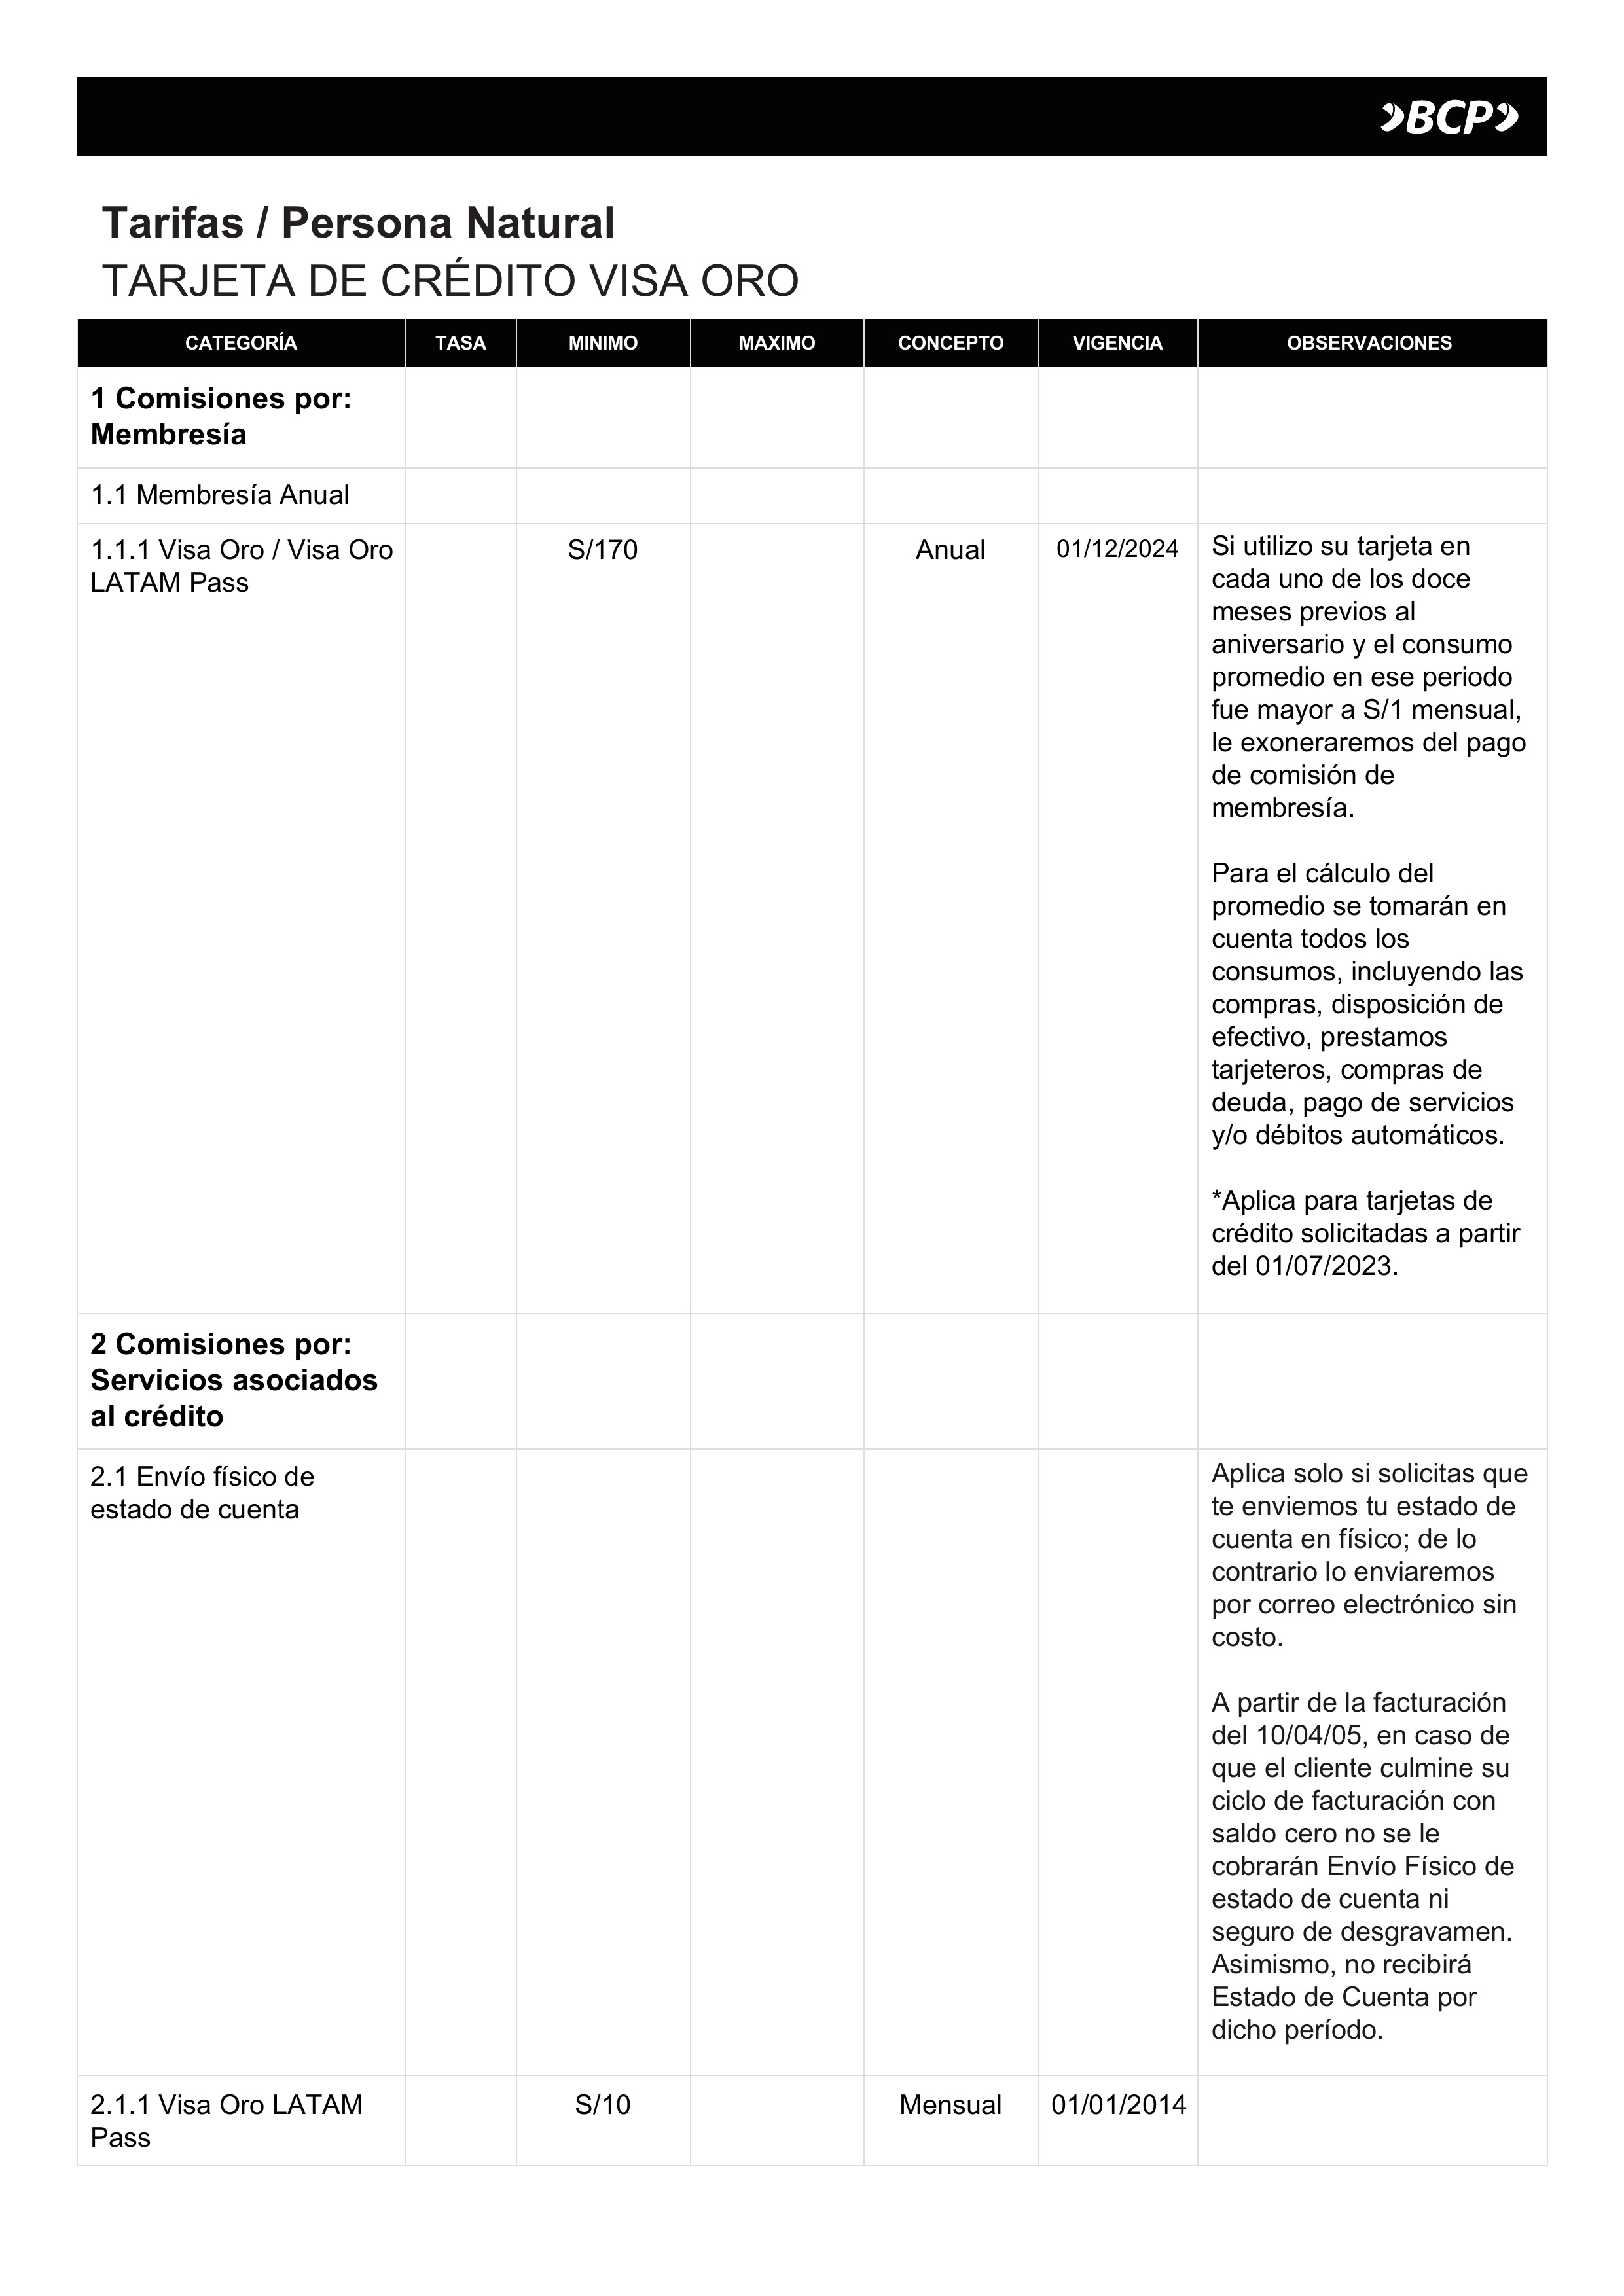 BCP
Tarifas / Persona Natural
TARJETA DE CRÉDITO VISA ORO
CATEGORÍA TASA MINIMO MAXIMO CONCEPTO VIGENCIA OBSERVACIONES
1 Comisiones por:
Membresía
1.1 Membresía Anual
1.1.1 Visa Oro / Visa Oro
LATAM Pass
S/170
Anual
01/12/2024
Si utilizo su tarjeta en
cada uno de los doce
meses previos al
aniversario y el consumo
promedio en ese periodo
fue mayor a S/1 mensual,
le exoneraremos del pago
de comisión de
membresía.
Para el cálculo del
promedio se tomarán en
cuenta todos los
consumos, incluyendo las
compras, disposición de
efectivo, prestamos
tarjeteros, compras de
deuda, pago de servicios
y/o débitos automáticos.
*Aplica para tarjetas de
crédito solicitadas a partir
del 01/07/2023.
2 Comisiones por:
Servicios asociados
al crédito
2.1 Envío físico de
estado de cuenta
Aplica solo si solicitas que
te enviemos tu estado de
cuenta en físico; de lo
contrario lo enviaremos
por correo electrónico sin
costo.
A partir de la facturación
del 10/04/05, en caso de
que el cliente culmine su
ciclo de facturación con
saldo cero no se le
cobrarán Envío Físico de
estado de cuenta ni
seguro de desgravamen.
Asimismo, no recibirá
Estado de Cuenta por
dicho período.
2.1.1 Visa Oro LATAM
Pass
S/10
Mensual
01/01/2014